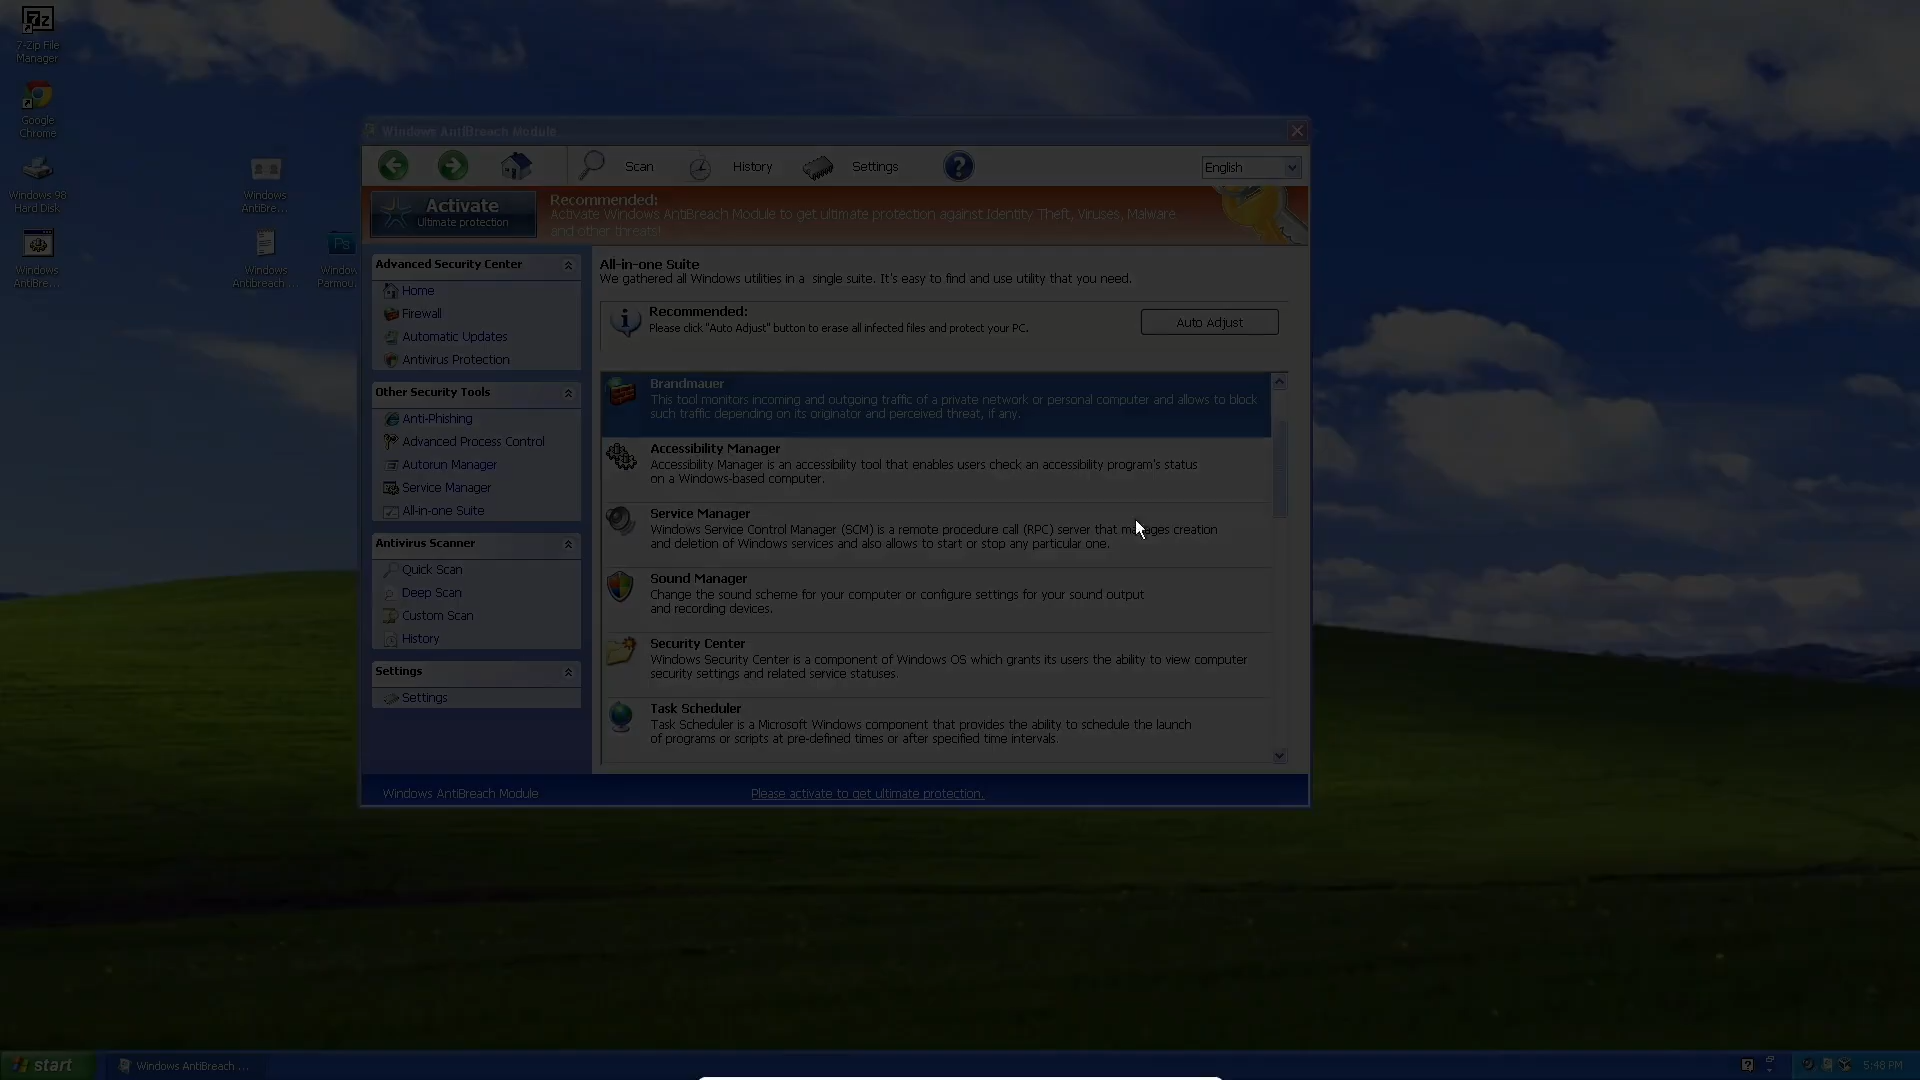 7-Zip File
Manager
Google
Chrome
Windows 98
Hard Disk
Windows
AntiBre...
Windows
AntiBre...
Windows
Antibreach...
Ps
Window
Windows AntiBreach Module
Scan
History
Settings
English
Activate
Ultimate protection
Recommended:
Activate Windows AntiBreach Module to get ultimate protection against Identity Theft, Viruses, Malware
and other threats!
Advanced Security Center
Home
Firewall
Automatic Updates
Antivirus Protection
Other Security Tools
Anti-Phishing
Advanced Process Control
Autorun Manager
Service Manager
All-in-one Suite
Antivirus Scanner
Quick Scan
Deep Scan
Custom Scan
History
Settings
Settings
All-in-one Suite
We gathered all Windows utilities in a single suite. It's easy to find and use utility that you need.
Recommended:
Please click "Auto Adjust" button to erase all infected files and protect your PC.
Auto Adjust
Brandmauer
This tool monitors incoming and outgoing traffic of a private network or personal computer and allows to block
such traffic depending on its originator and perceived threat, if any.
Accessibility Manager
Accessibility Manager is an accessibility tool that enables users check an accessibility program's status
on a Windows-based computer.
Service Manager
Windows Service Control Manager (SCM) is a remote procedure call (RPC) server that manages creation
and deletion of Windows services and also allows to start or stop any particular one.
Sound Manager
Change the sound scheme for your computer or configure settings for your sound output
and recording devices.
Security Center
Windows Security Center is a component of Windows OS which grants its users the ability to view computer
security settings and related service statuses.
Task Scheduler
Task Scheduler is a Microsoft Windows component that provides the ability to schedule the launch
of programs or scripts at pre-defined times or after specified time intervals.
Windows AntiBreach Module
Please activate to get ultimate protection.
start
Windows AntiBreach ...
5:48 PM